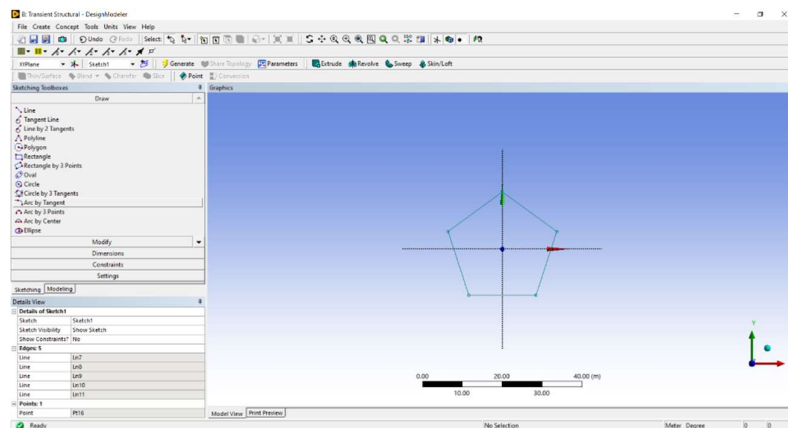 B: Transient Structural - DesignModeler
File Create Concept Tools Units View Help
Undo Redo Select:
XYPlane Sketch1 Generate Share Topology Parameters Extrude Revolve Sweep Skin/Loft
Thin/Surface Blend Chamfer Slice Point Conversion
Sketching Toolboxes
Draw
Line
Tangent Line
Line by 2 Tangents
Polyline
Polygon
Rectangle
Rectangle by 3 Points
Oval
Circle
Circle by 3 Tangents
Arc by Tangent
Arc by 3 Points
Arc by Center
Ellipse
Modify
Dimensions
Constraints
Settings
Sketching Modeling
Details View
Details of Sketch1
Sketch Sketch1
Sketch Visibility Show Sketch
Show Constraints? No
Edges: 5
Line Ln7
Line Ln8
Line Ln9
Line Ln10
Line Ln11
Points: 1
Point Pt16
Graphics
Y
0.00 20.00 40.00 (m)
10.00 30.00
Model View Print Preview
Ready No Selection Meter Degree 0 0